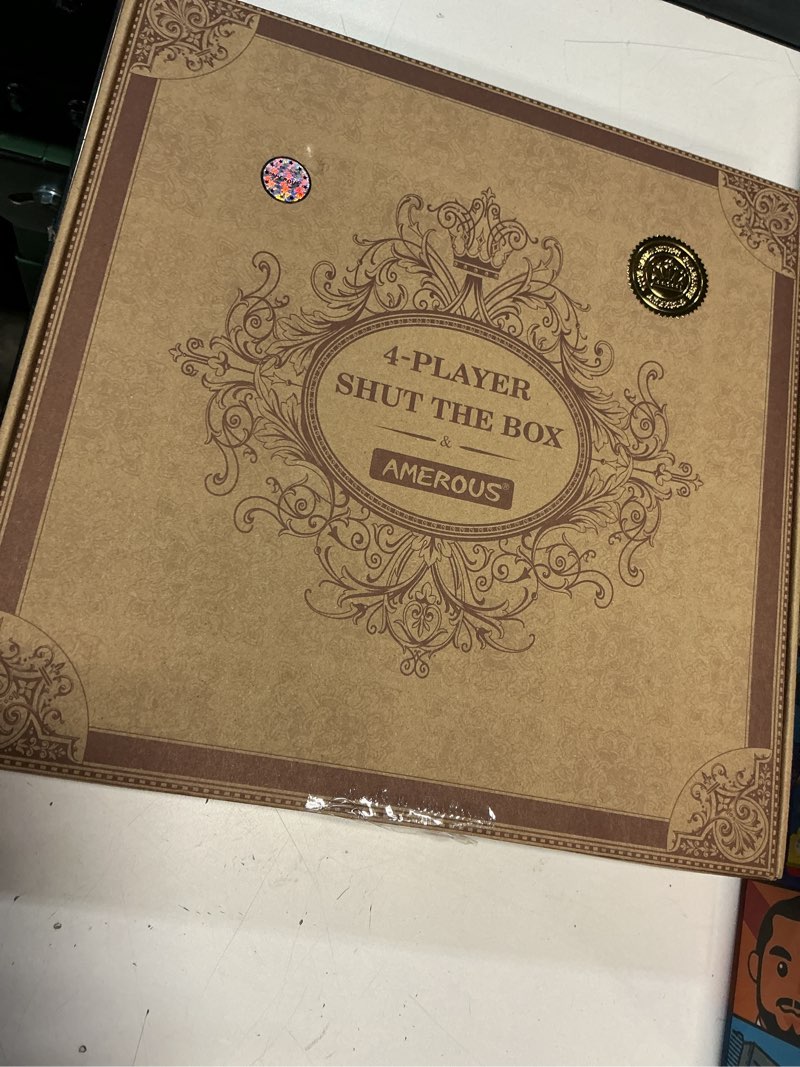 4-PLAYER
SHUT THE BOX
&
AMEROUS®